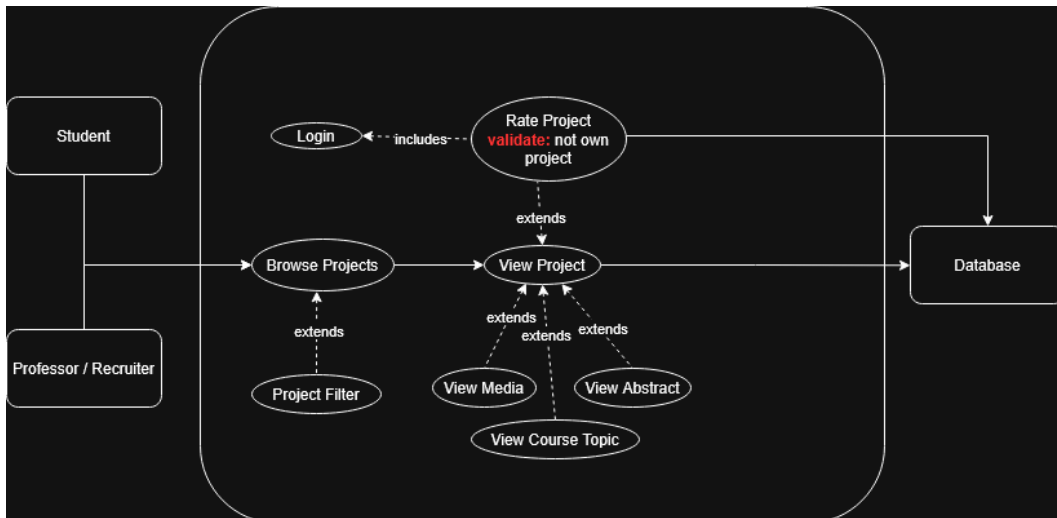 Student
Login
includes
Rate Project
validate: not own
project
extends
Browse Projects
View Project
Database
extends
extends
extends
extends
Professor / Recruiter
Project Filter
View Media
View Abstract
View Course Topic